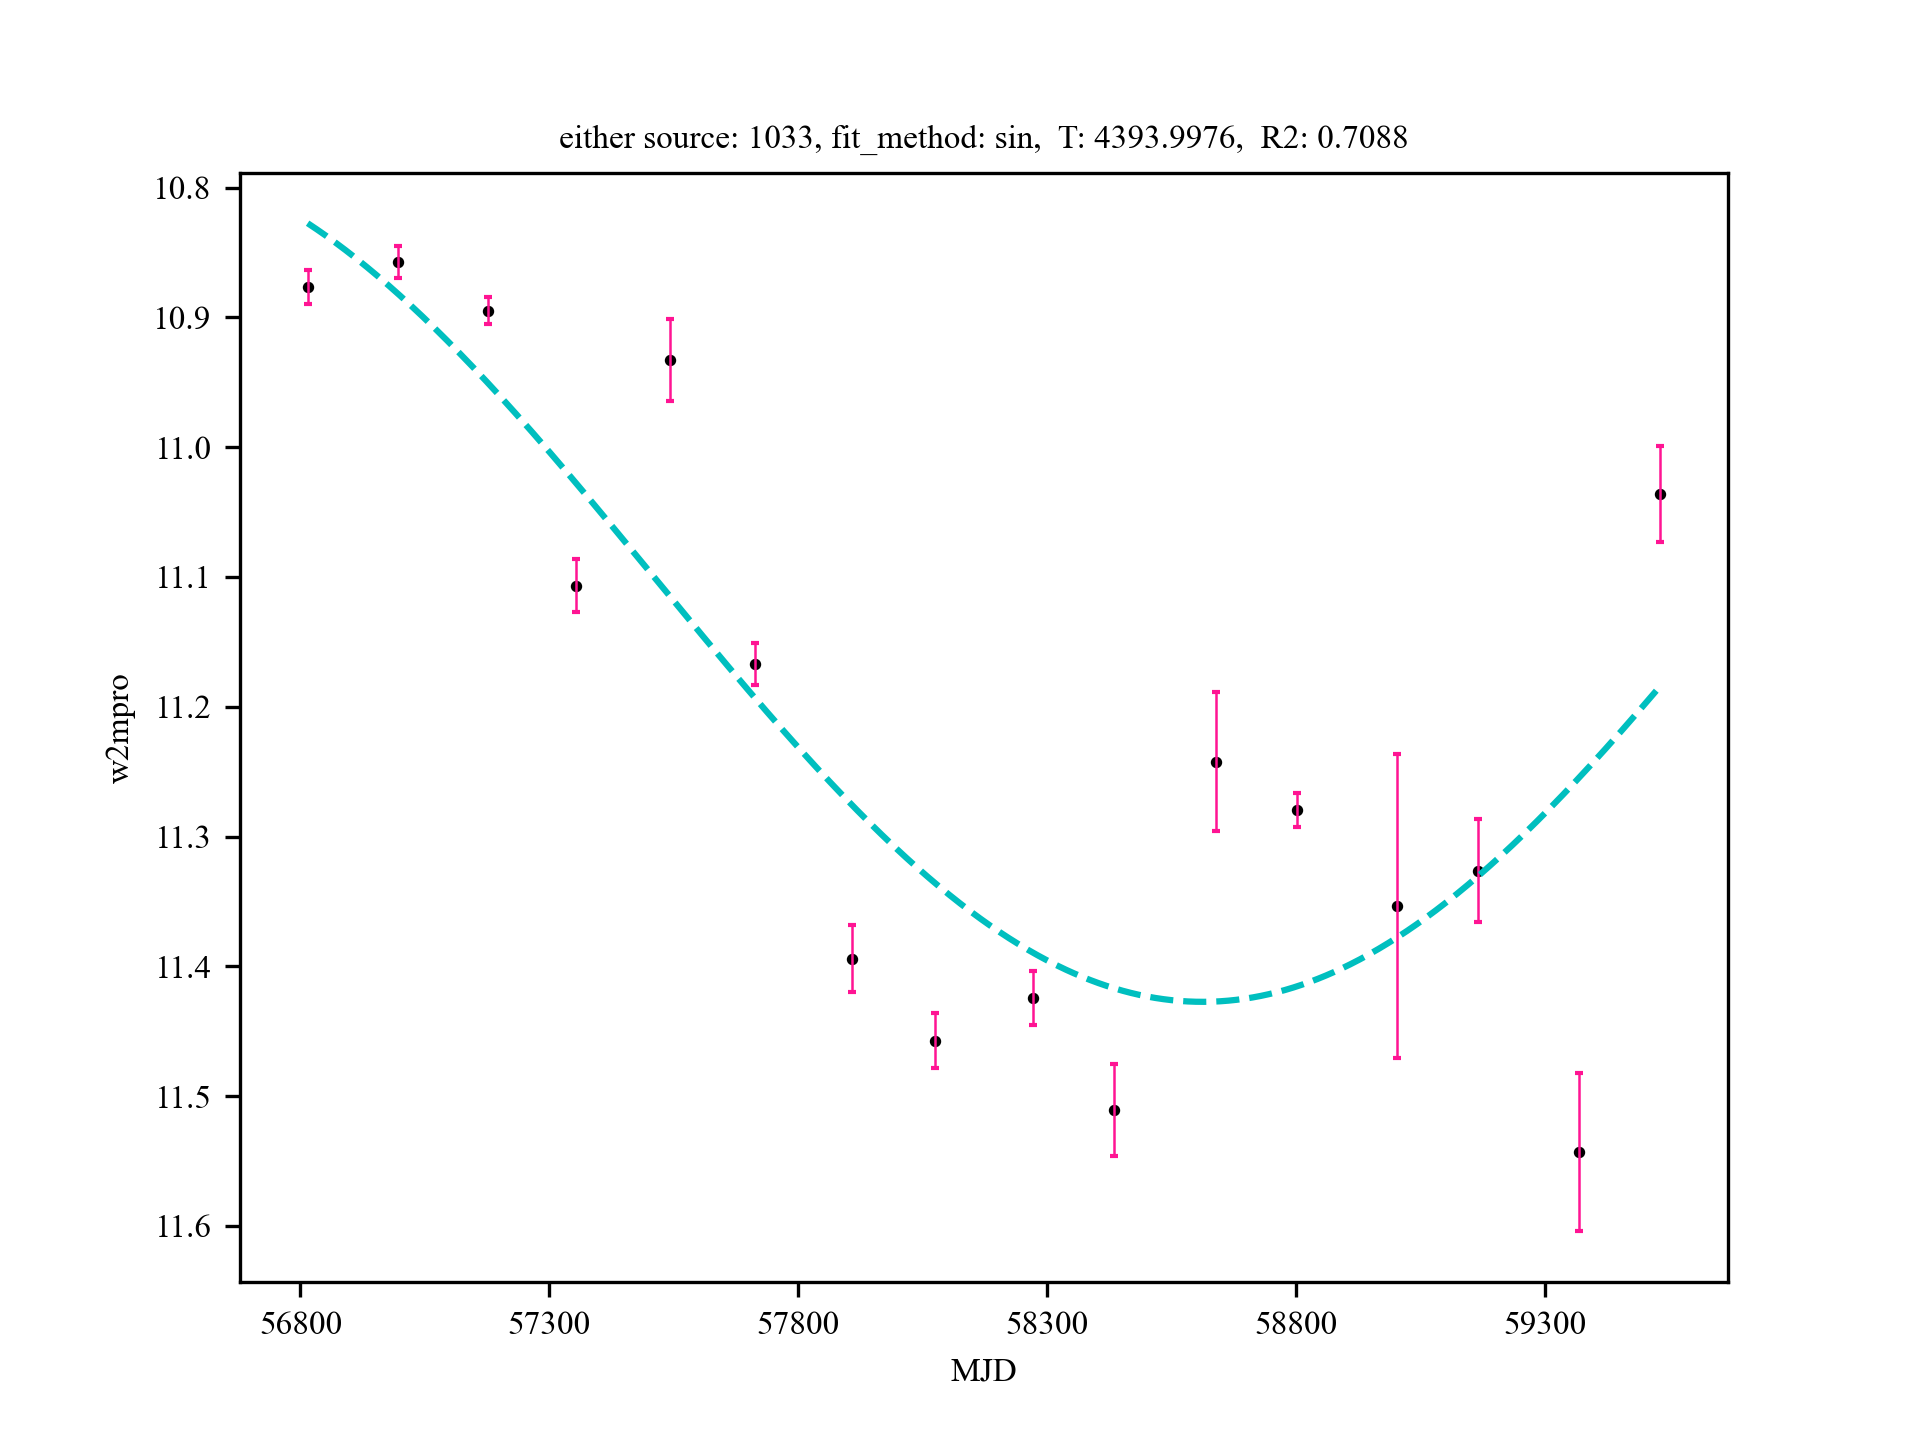 either source: 1033, fit_method: sin,  T: 4393.9976,  R2: 0.7088
10.8
10.9
11.0
11.1
11.2
11.3
11.4
11.5
11.6
w2mpro
56800 57300 57800 58300 58800 59300
MJD